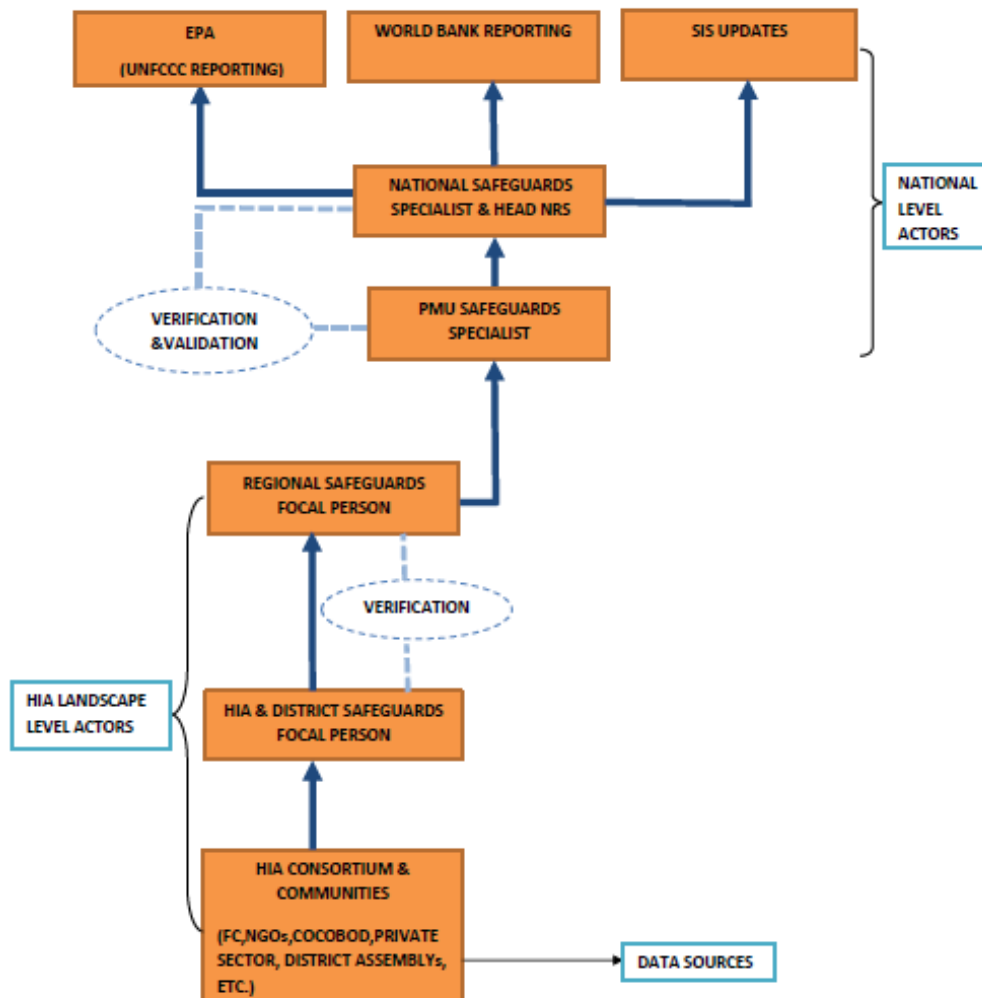 EPA
(UNFCCC REPORTING)
WORLD BANK REPORTING
SIS UPDATES
NATIONAL SAFEGUARDS
SPECIALIST & HEAD NRS
NATIONAL
LEVEL
ACTORS
VERIFICATION
&VALIDATION
PMU SAFEGUARDS
SPECIALIST
REGIONAL SAFEGUARDS
FOCAL PERSON
VERIFICATION
HIA LANDSCAPE
LEVEL ACTORS
HIA & DISTRICT SAFEGUARDS
FOCAL PERSON
HIA CONSORTIUM &
COMMUNITIES
(FC,NGOs,COCOBOD,PRIVATE
SECTOR, DISTRICT ASSEMBLYs,
ETC.)
DATA SOURCES